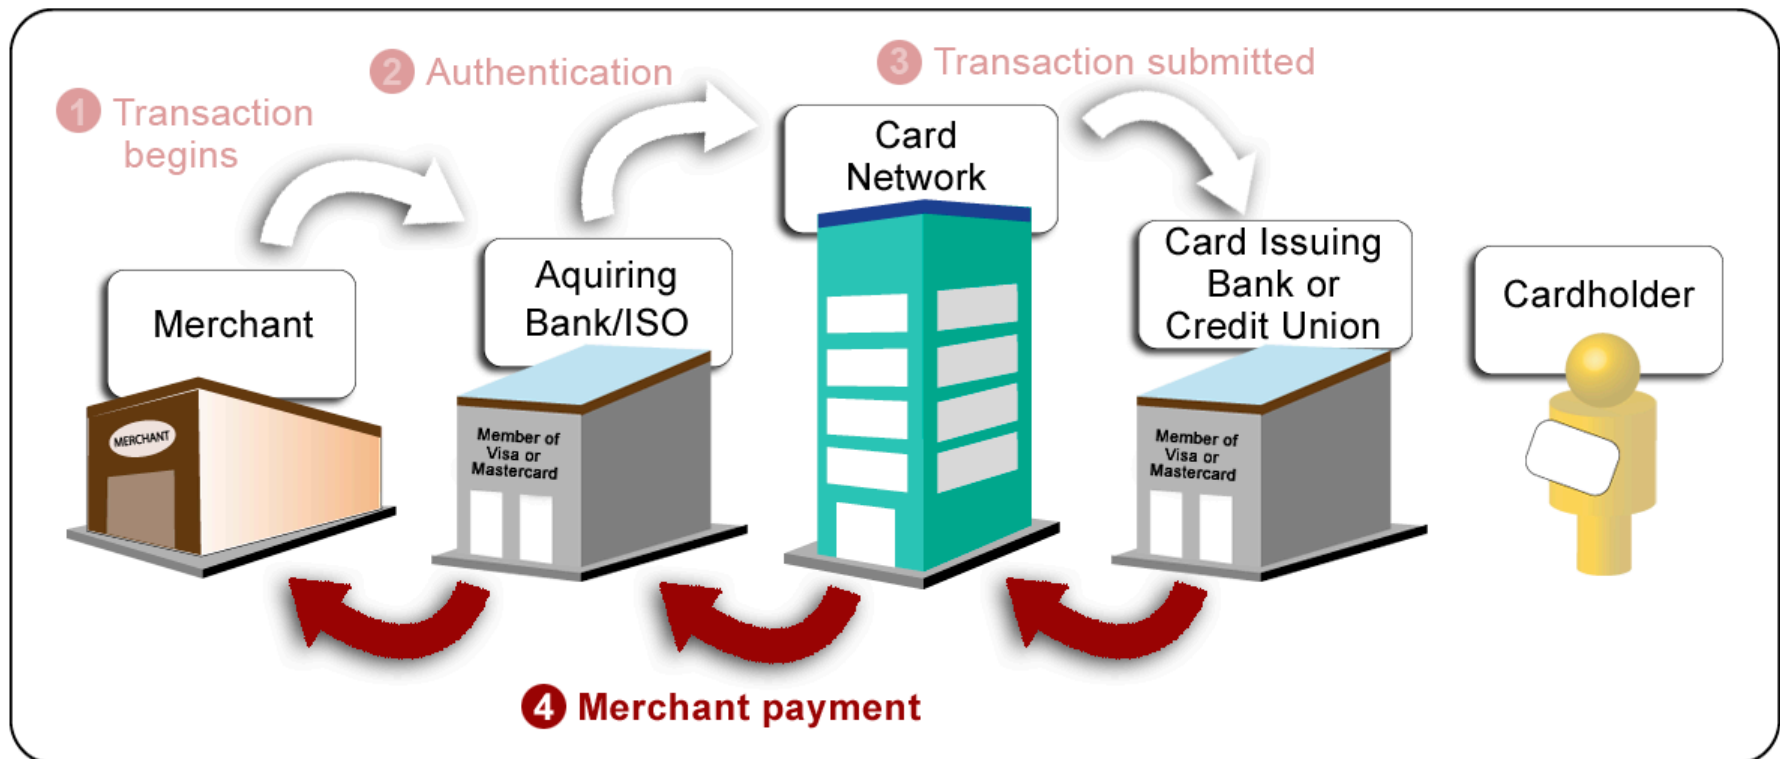 1 Transaction
begins
2 Authentication
3 Transaction submitted
Card
Network
Aquiring
Bank/ISO
Merchant
Card Issuing
Bank or
Credit Union
Cardholder
MERCHANT
Member of
Visa or
Mastercard
Member of
Visa or
Mastercard
4 Merchant payment